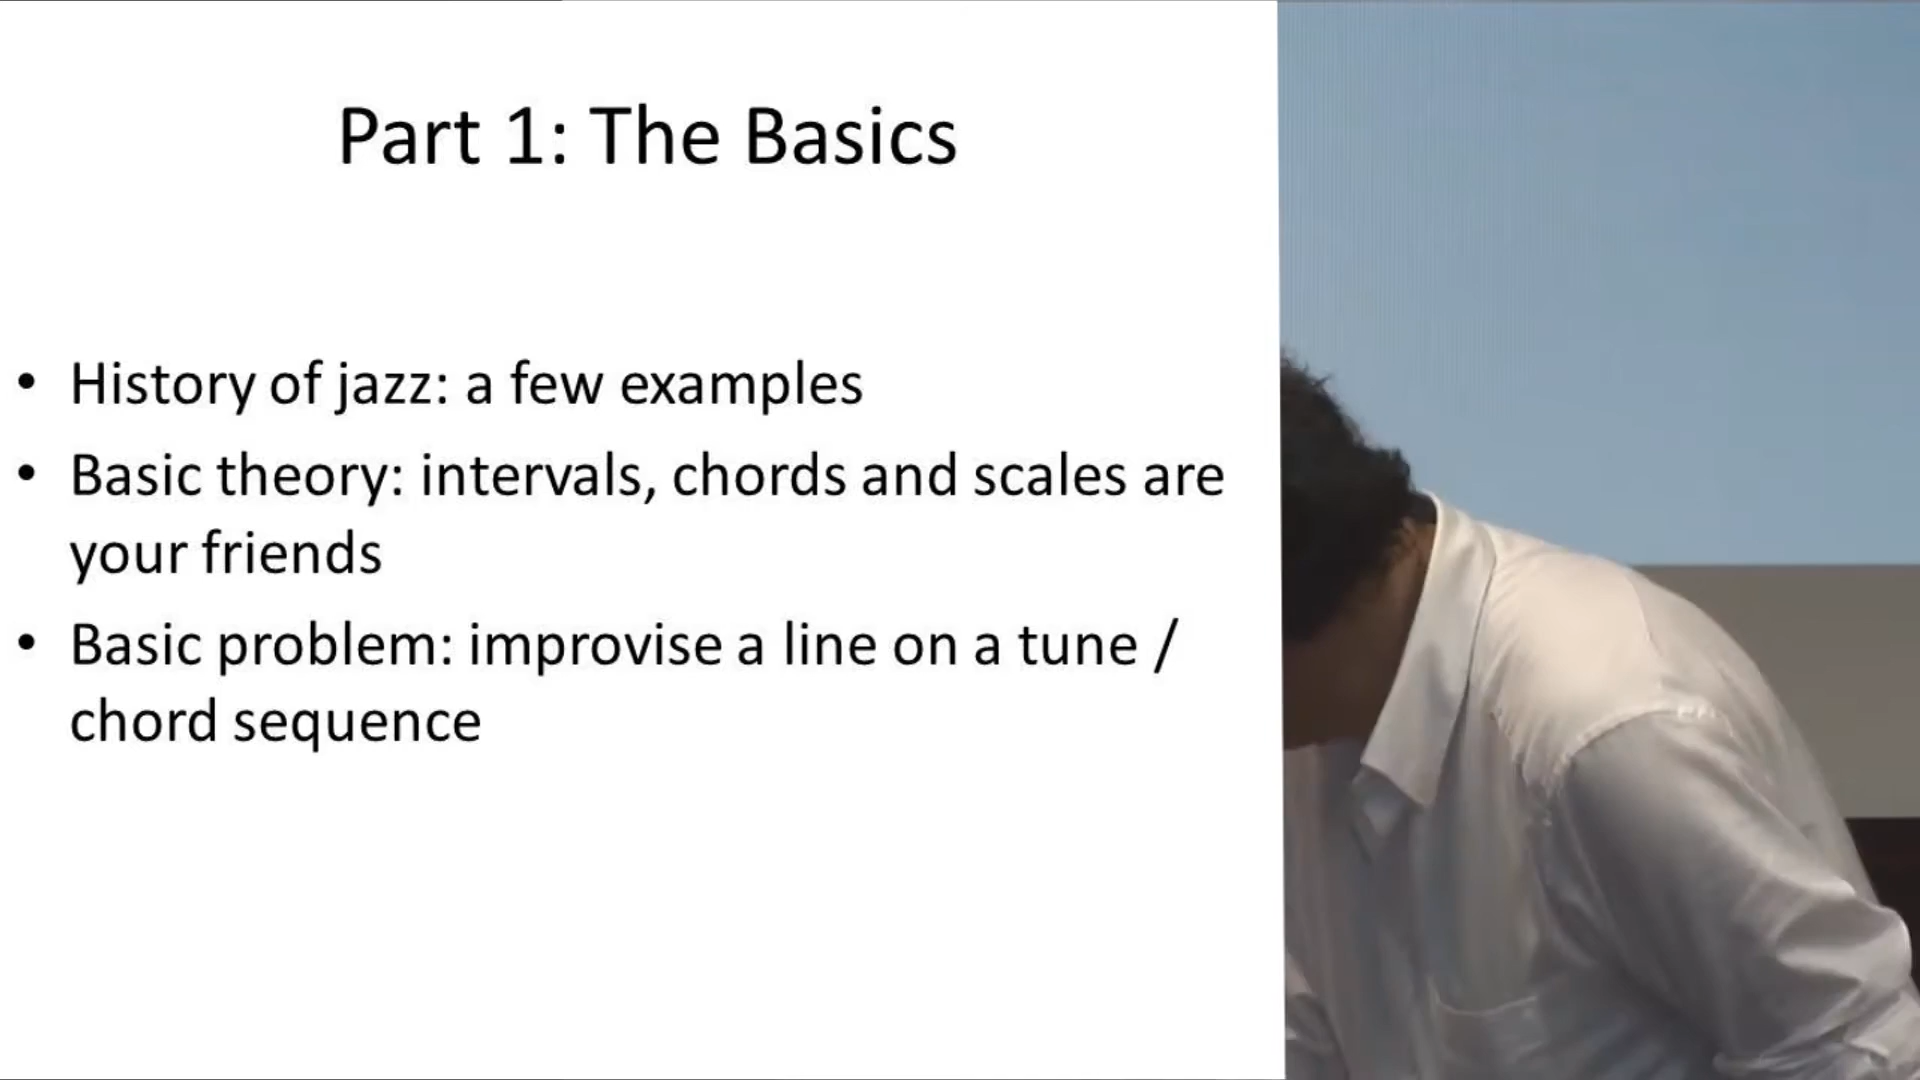 Part 1: The Basics
• History of jazz: a few examples
• Basic theory: intervals, chords and scales are
your friends
• Basic problem: improvise a line on a tune /
chord sequence